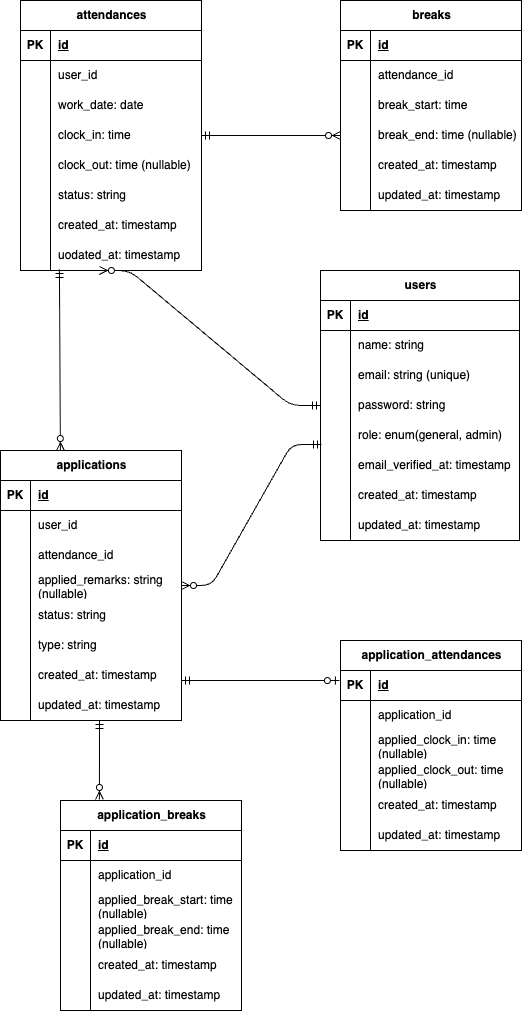 attendances
PK id
user_id
work_date: date
clock_in: time
clock_out: time (nullable)
status: string
created_at: timestamp
uodated_at: timestamp
breaks
PK id
attendance_id
break_start: time
break_end: time (nullable)
created_at: timestamp
updated_at: timestamp
users
PK id
name: string
email: string (unique)
password: string
role: enum(general, admin)
email_verified_at: timestamp
created_at: timestamp
updated_at: timestamp
applications
PK id
user_id
attendance_id
applied_remarks: string
(nullable)
status: string
type: string
created_at: timestamp
updated_at: timestamp
application_attendances
PK id
application_id
applied_clock_in: time
(nullable)
applied_clock_out: time
(nullable)
created_at: timestamp
updated_at: timestamp
application_breaks
PK id
application_id
applied_break_start: time
(nullable)
applied_break_end: time
(nullable)
created_at: timestamp
updated_at: timestamp